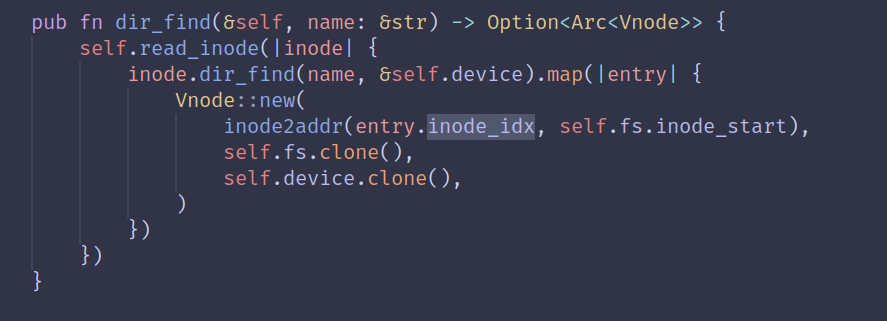 pub fn dir_find(&self, name: &str) -> Option<Arc<Vnode>> {
    self.read_inode(|inode| {
        inode.dir_find(name, &self.device).map(|entry| {
            Vnode::new(
                inode2addr(entry.inode_idx, self.fs.inode_start),
                self.fs.clone(),
                self.device.clone(),
            )
        })
    })
}